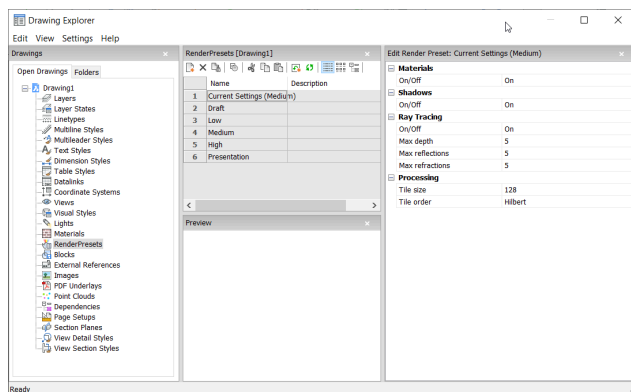 Drawing Explorer
Edit View Settings Help
Drawings
Open Drawings Folders
Drawing1
Layers
Layer States
Linetypes
Multiline Styles
Multileader Styles
Text Styles
Dimension Styles
Table Styles
Datalinks
Coordinate Systems
Views
Visual Styles
Lights
Materials
RenderPresets
Blocks
External References
Images
PDF Underlays
Point Clouds
Dependencies
Page Setups
Section Planes
View Detail Styles
View Section Styles
RenderPresets [Drawing1]
Name Description
1 Current Settings (Medium)
2 Draft
3 Low
4 Medium
5 High
6 Presentation
Preview
Edit Render Preset: Current Settings (Medium)
Materials
On/Off On
Shadows
On/Off On
Ray Tracing
On/Off On
Max depth 5
Max reflections 5
Max refractions 5
Processing
Tile size 128
Tile order Hilbert
Ready